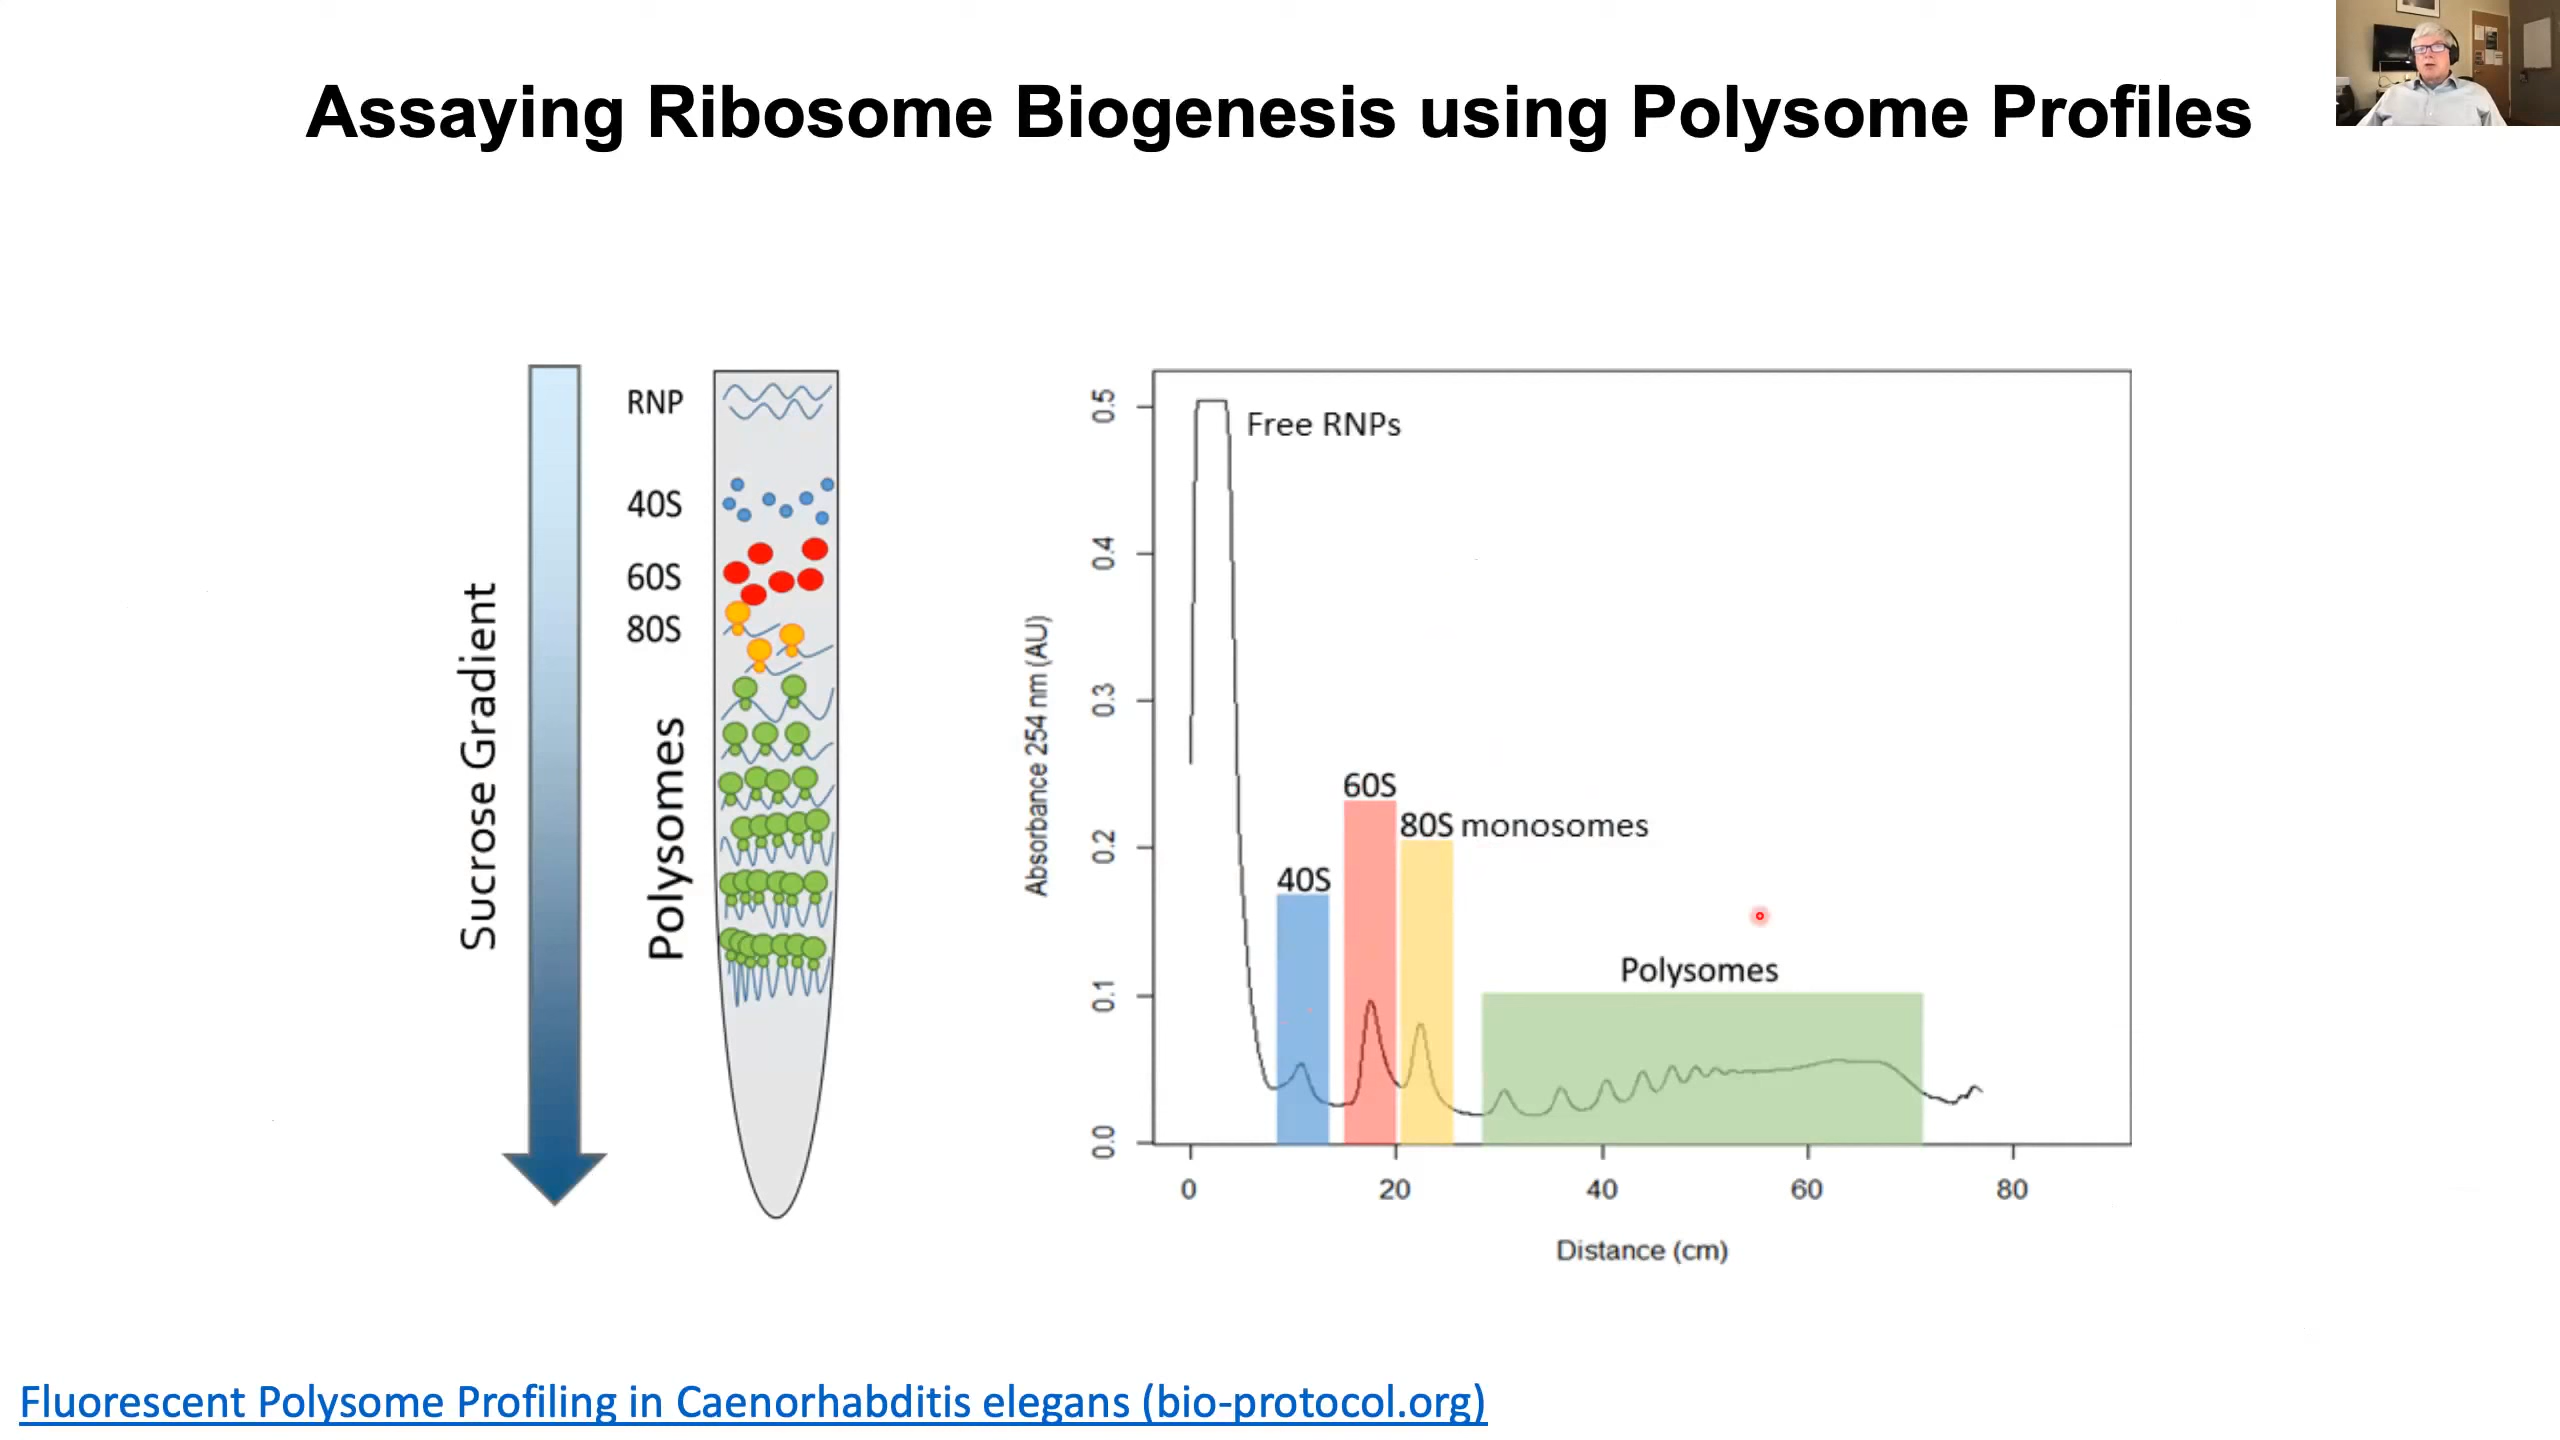 Assaying Ribosome Biogenesis using Polysome Profiles
Sucrose Gradient
RNP
40S
60S
80S
Polysomes
Absorbance 254 nm (AU)
0.5
0.4
0.3
0.2
0.1
0.0
Free RNPs
40S
60S
80S monosomes
Polysomes
0
20
40
60
80
Distance (cm)
Fluorescent Polysome Profiling in Caenorhabditis elegans (bio-protocol.org)